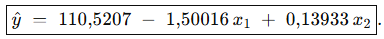 ŷ = 110,5207 − 1,50016 x₁ + 0,13933 x₂.